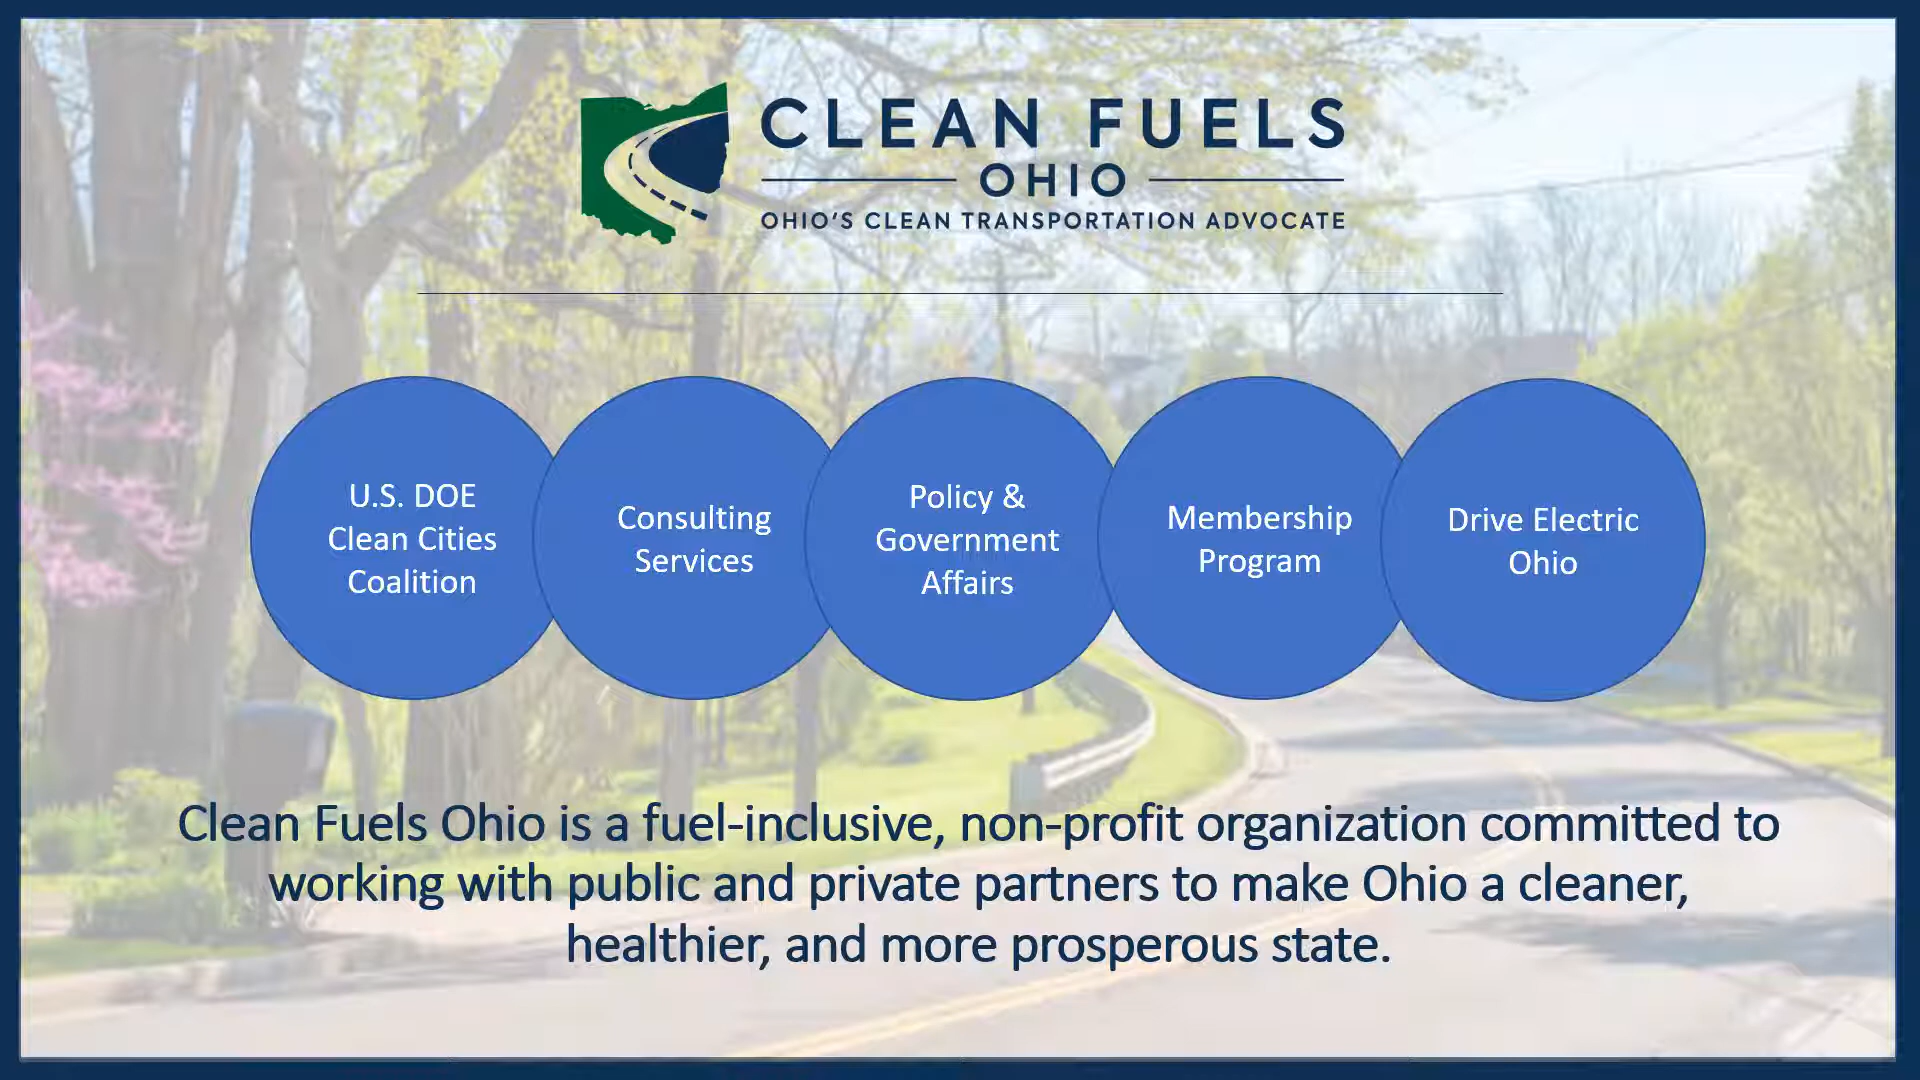 CLEAN FUELS
OHIO
OHIO'S CLEAN TRANSPORTATION ADVOCATE
U.S. DOE
Clean Cities
Coalition
Consulting
Services
Policy &
Government
Affairs
Membership
Program
Drive Electric
Ohio
Clean Fuels Ohio is a fuel-inclusive, non-profit organization committed to
working with public and private partners to make Ohio a cleaner,
healthier, and more prosperous state.